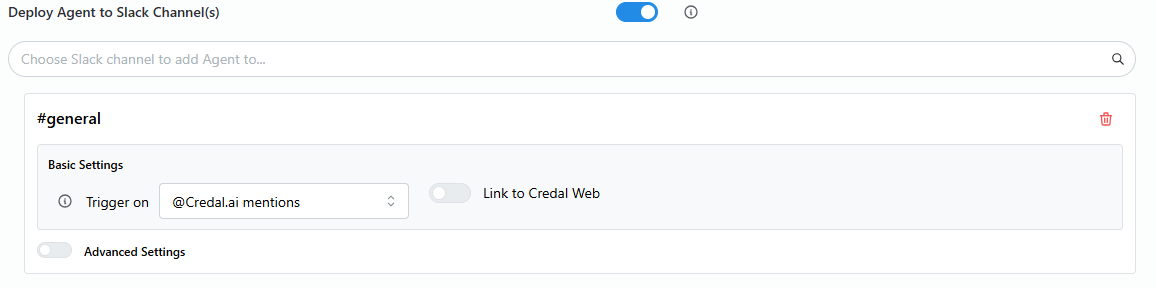 Deploy Agent to Slack Channel(s)
Choose Slack channel to add Agent to...
#general
Basic Settings
Trigger on @Credal.ai mentions Link to Credal Web
Advanced Settings